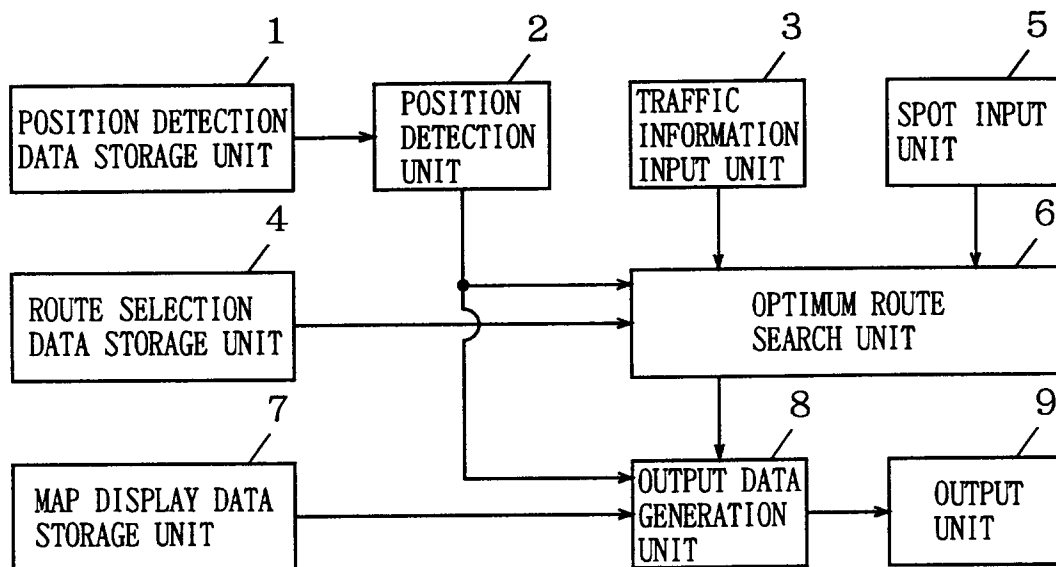 1
POSITION DETECTION
DATA STORAGE UNIT
2
POSITION
DETECTION
UNIT
3
TRAFFIC
INFORMATION
INPUT UNIT
5
SPOT INPUT
UNIT
4
ROUTE SELECTION
DATA STORAGE UNIT
6
OPTIMUM ROUTE
SEARCH UNIT
7
MAP DISPLAY DATA
STORAGE UNIT
8
OUTPUT DATA
GENERATION
UNIT
9
OUTPUT
UNIT